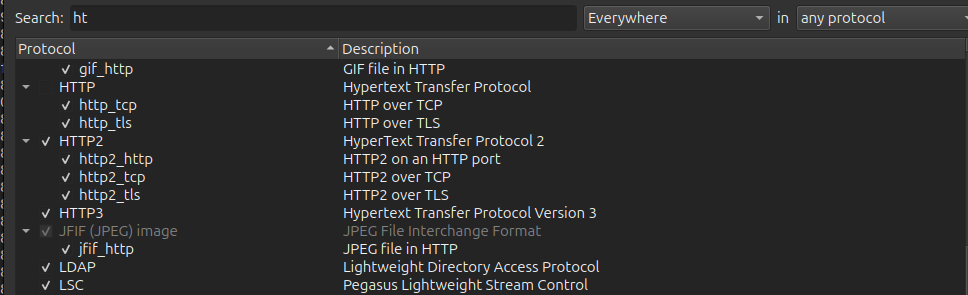 Search: ht Everywhere in any protocol
Protocol Description
gif_http GIF file in HTTP
HTTP Hypertext Transfer Protocol
http_tcp HTTP over TCP
http_tls HTTP over TLS
HTTP2 HyperText Transfer Protocol 2
http2_http HTTP2 on an HTTP port
http2_tcp HTTP2 over TCP
http2_tls HTTP2 over TLS
HTTP3 Hypertext Transfer Protocol Version 3
JFIF (JPEG) image JPEG File Interchange Format
jfif_http JPEG file in HTTP
LDAP Lightweight Directory Access Protocol
LSC Pegasus Lightweight Stream Control